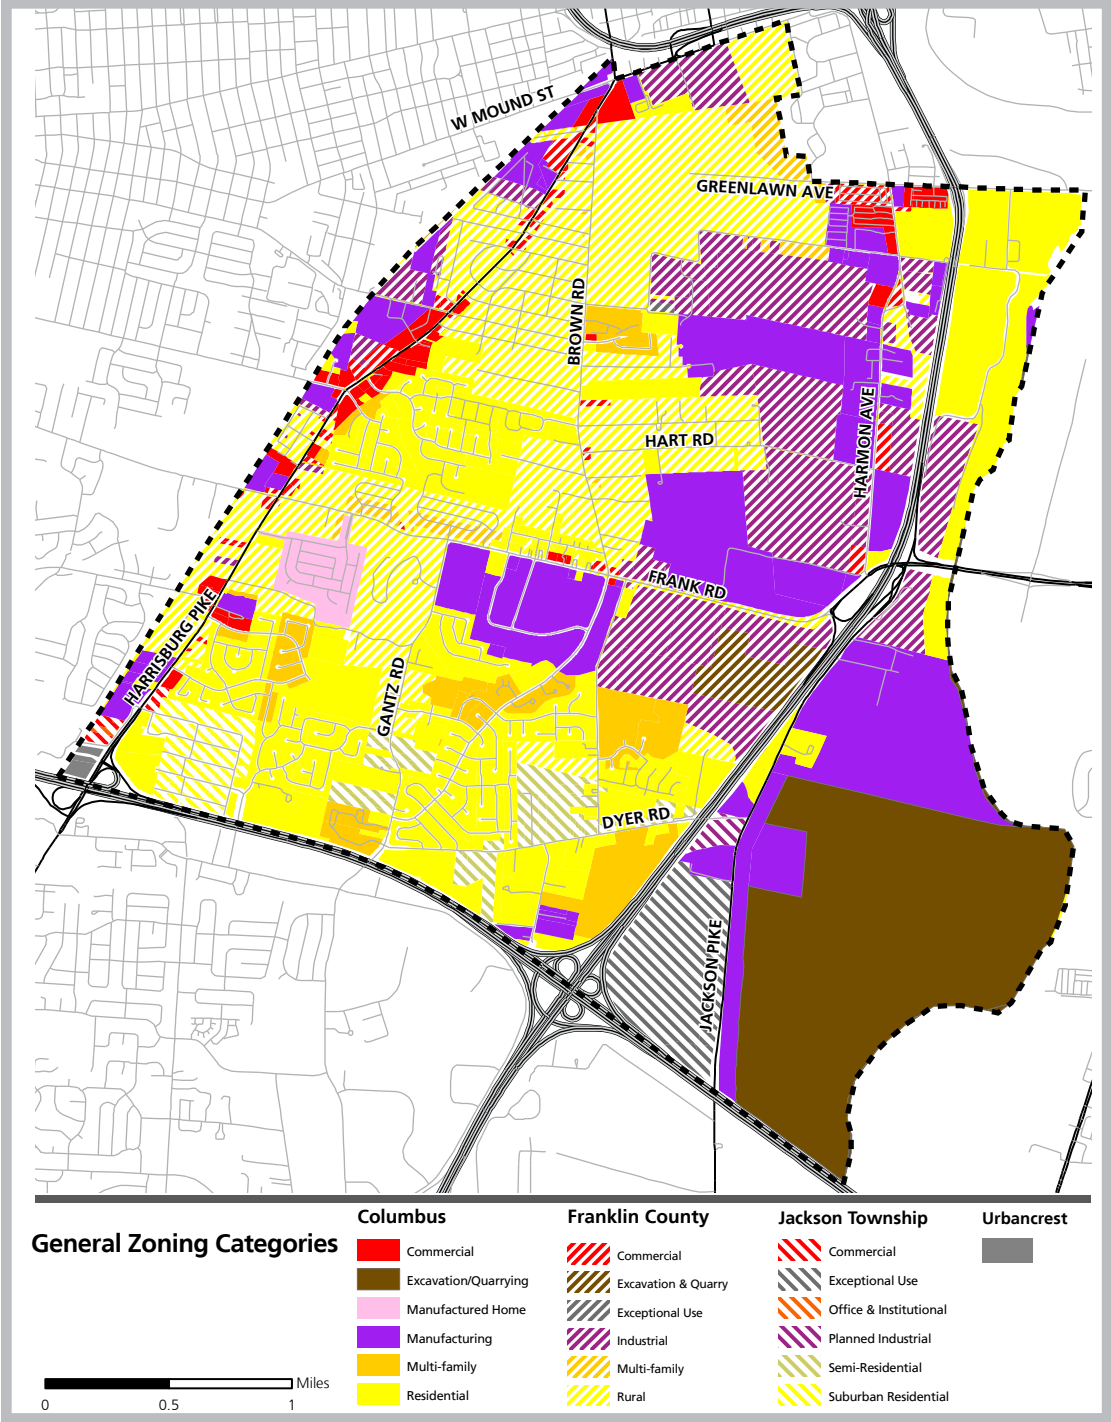 W MOUND ST
GREENLAWN AVE
BROWN RD
HARMON AVE
HART RD
FRANK RD
HARRISBURG PIKE
GANTZ RD
DYER RD
JACKSON PIKE
General Zoning Categories
Miles
0 0.5 1
Columbus
Commercial
Excavation/Quarrying
Manufactured Home
Manufacturing
Multi-family
Residential
Franklin County
Commercial
Excavation & Quarry
Exceptional Use
Industrial
Multi-family
Rural
Jackson Township
Commercial
Exceptional Use
Office & Institutional
Planned Industrial
Semi-Residential
Suburban Residential
Urbancrest